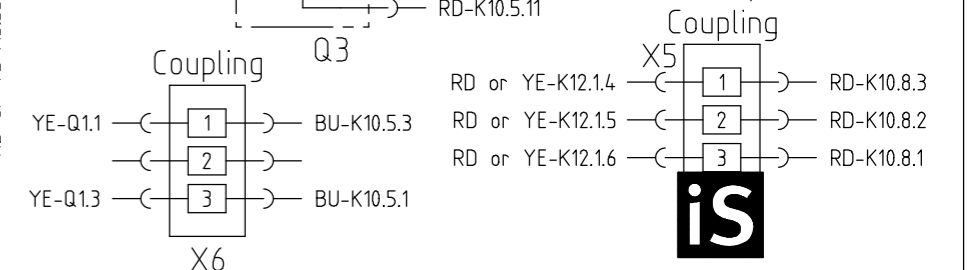 RD-K10.5.11
Q3
Coupling
X6
YE-Q1.1 1 BU-K10.5.3
2
YE-Q1.3 3 BU-K10.5.1
Coupling
X5
RD or YE-K12.1.4 1 RD-K10.8.3
RD or YE-K12.1.5 2 RD-K10.8.2
RD or YE-K12.1.6 3 RD-K10.8.1
iS